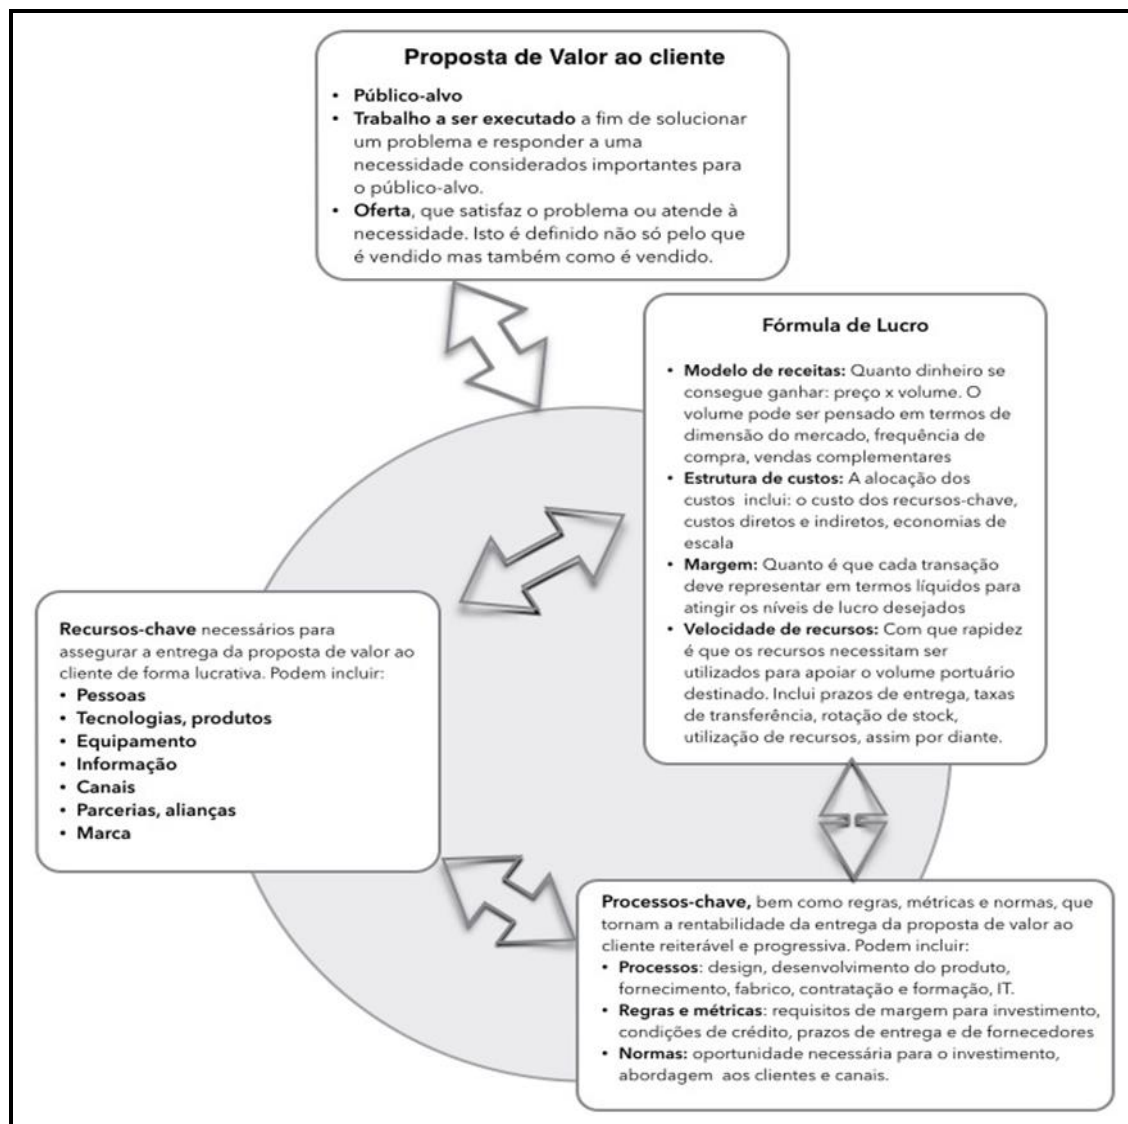 Proposta de Valor ao cliente
• Público-alvo
• Trabalho a ser executado a fim de solucionar
um problema e responder a uma
necessidade considerados importantes para
o público-alvo.
• Oferta, que satisfaz o problema ou atende à
necessidade. Isto é definido não só pelo que
é vendido mas também como é vendido.
Fórmula de Lucro
• Modelo de receitas: Quanto dinheiro se
consegue ganhar: preço x volume. O
volume pode ser pensado em termos de
dimensão do mercado, frequência de
compra, vendas complementares
• Estrutura de custos: A alocação dos
custos inclui: o custo dos recursos-chave,
custos diretos e indiretos, economias de
escala
• Margem: Quanto é que cada transação
deve representar em termos líquidos para
atingir os níveis de lucro desejados
• Velocidade de recursos: Com que rapidez
é que os recursos necessitam ser
utilizados para apoiar o volume portuário
destinado. Inclui prazos de entrega, taxas
de transferência, rotação de stock,
utilização de recursos, assim por diante.
Recursos-chave necessários para
assegurar a entrega da proposta de valor ao
cliente de forma lucrativa. Podem incluir:
• Pessoas
• Tecnologias, produtos
• Equipamento
• Informação
• Canais
• Parcerias, alianças
• Marca
Processos-chave, bem como regras, métricas e normas, que
tornam a rentabilidade da entrega da proposta de valor ao
cliente reiterável e progressiva. Podem incluir:
• Processos: design, desenvolvimento do produto,
fornecimento, fabrico, contratação e formação, IT.
• Regras e métricas: requisitos de margem para investimento,
condições de crédito, prazos de entrega e de fornecedores
• Normas: oportunidade necessária para o investimento,
abordagem aos clientes e canais.